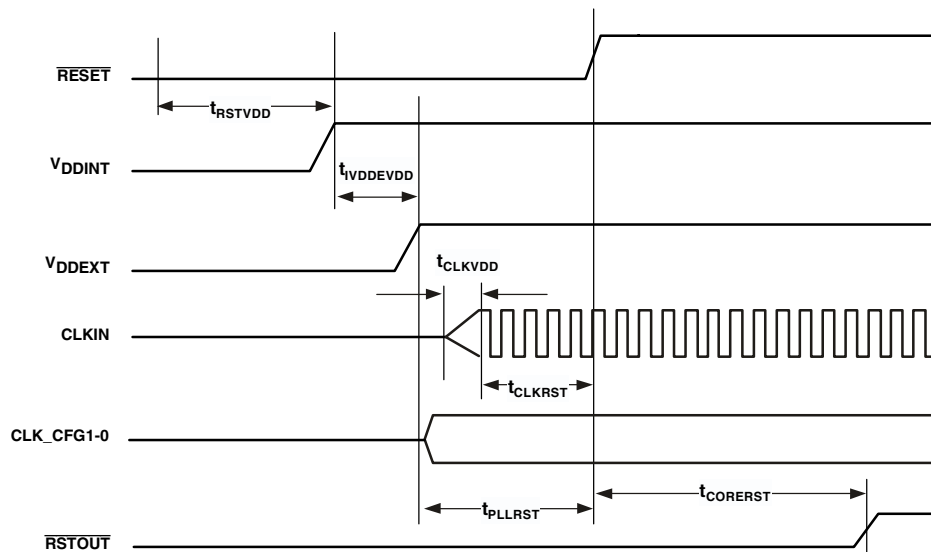 RESET
tRSTVDD
VDDINT
tIVDDEVDD
VDDEXT
tCLKVDD
CLKIN
tCLKRST
CLK_CFG1-0
tCORERST
tPLLRST
RSTOUT